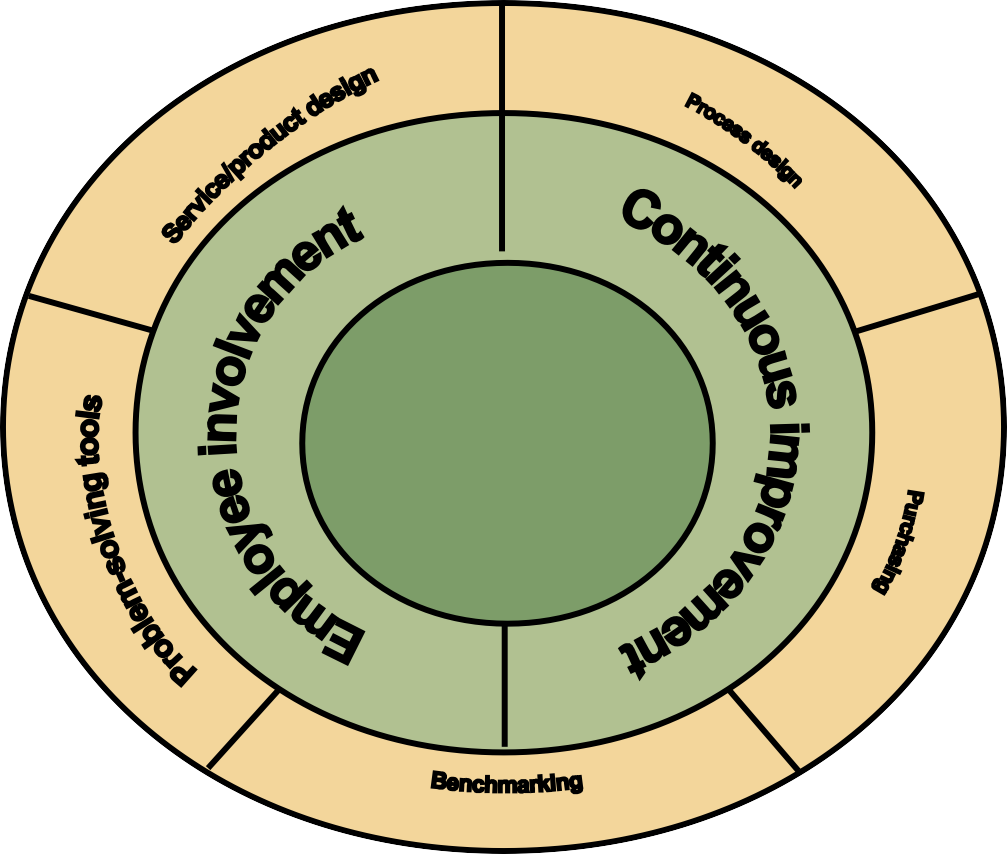 Service/product design
Process design
Employee involvement
Continuous improvement
Problem-solving tools
Purchasing
Benchmarking